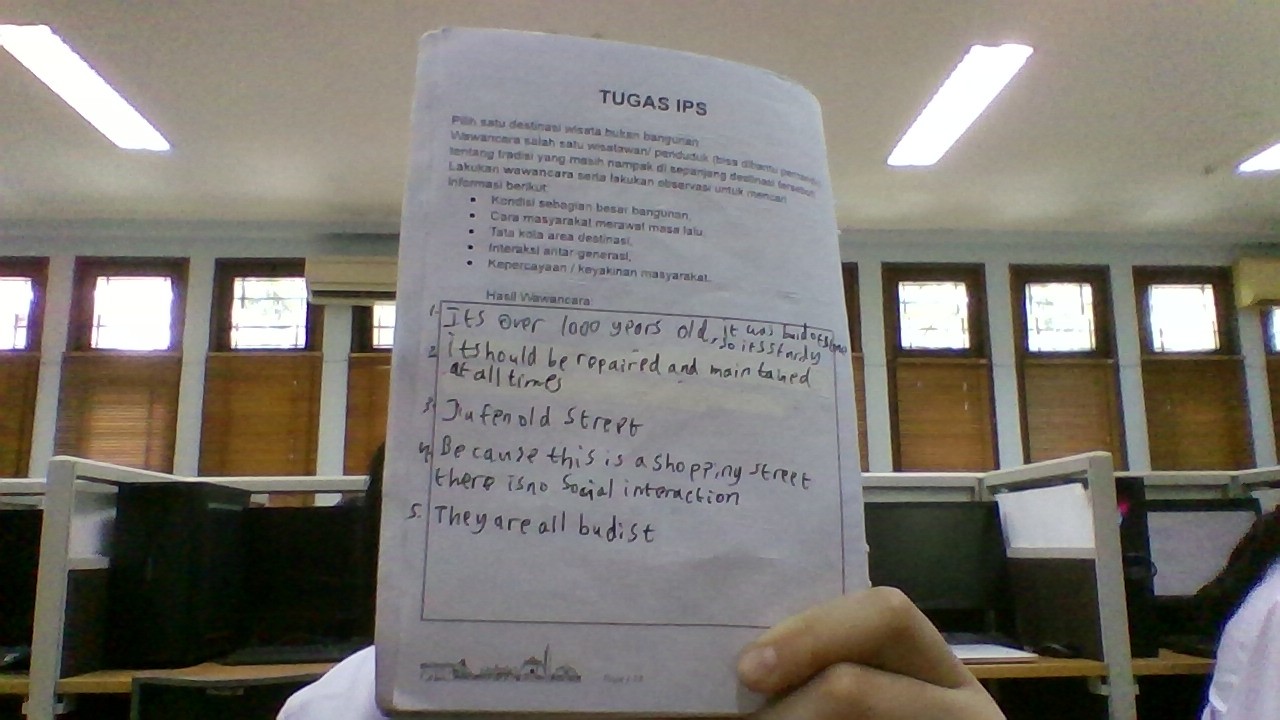 TUGAS IPS
Pilih satu destinasi wisata bukan bangunan
Wawancara salah satu wisatawan/ penduduk (bisa dibantu
tentang tradisi yang masih nampak di sepanjang destinasi tersebut
Lakukan wawancara serta lakukan observasi untuk mencari
informasi berikut:
• Kondisi sebagian besar bangunan,
• Cara masyarakat merawat masa lalu
• Tata kota area destinasi,
• Interaksi antar generasi,
• Kepercayaan / keyakinan masyarakat.
Hasil Wawancara
1. Its over 1000 years old, it was
so its sturdy
2. it should be repaired and maintained
at all times
3. Jiufen old street
4. Because this is a shopping street
there is no social interaction
5. They are all budist
Page